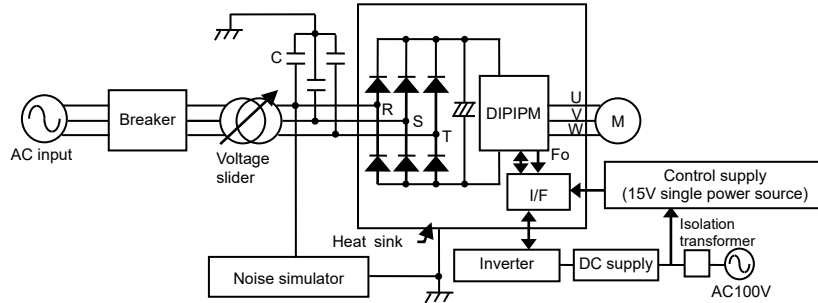 C
R
S
T
DIPIPM
U
V
W
M
Breaker
AC input
Voltage
slider
Fo
I/F
Control supply
(15V single power source)
Heat sink
Isolation
transformer
Noise simulator
Inverter
DC supply
AC100V